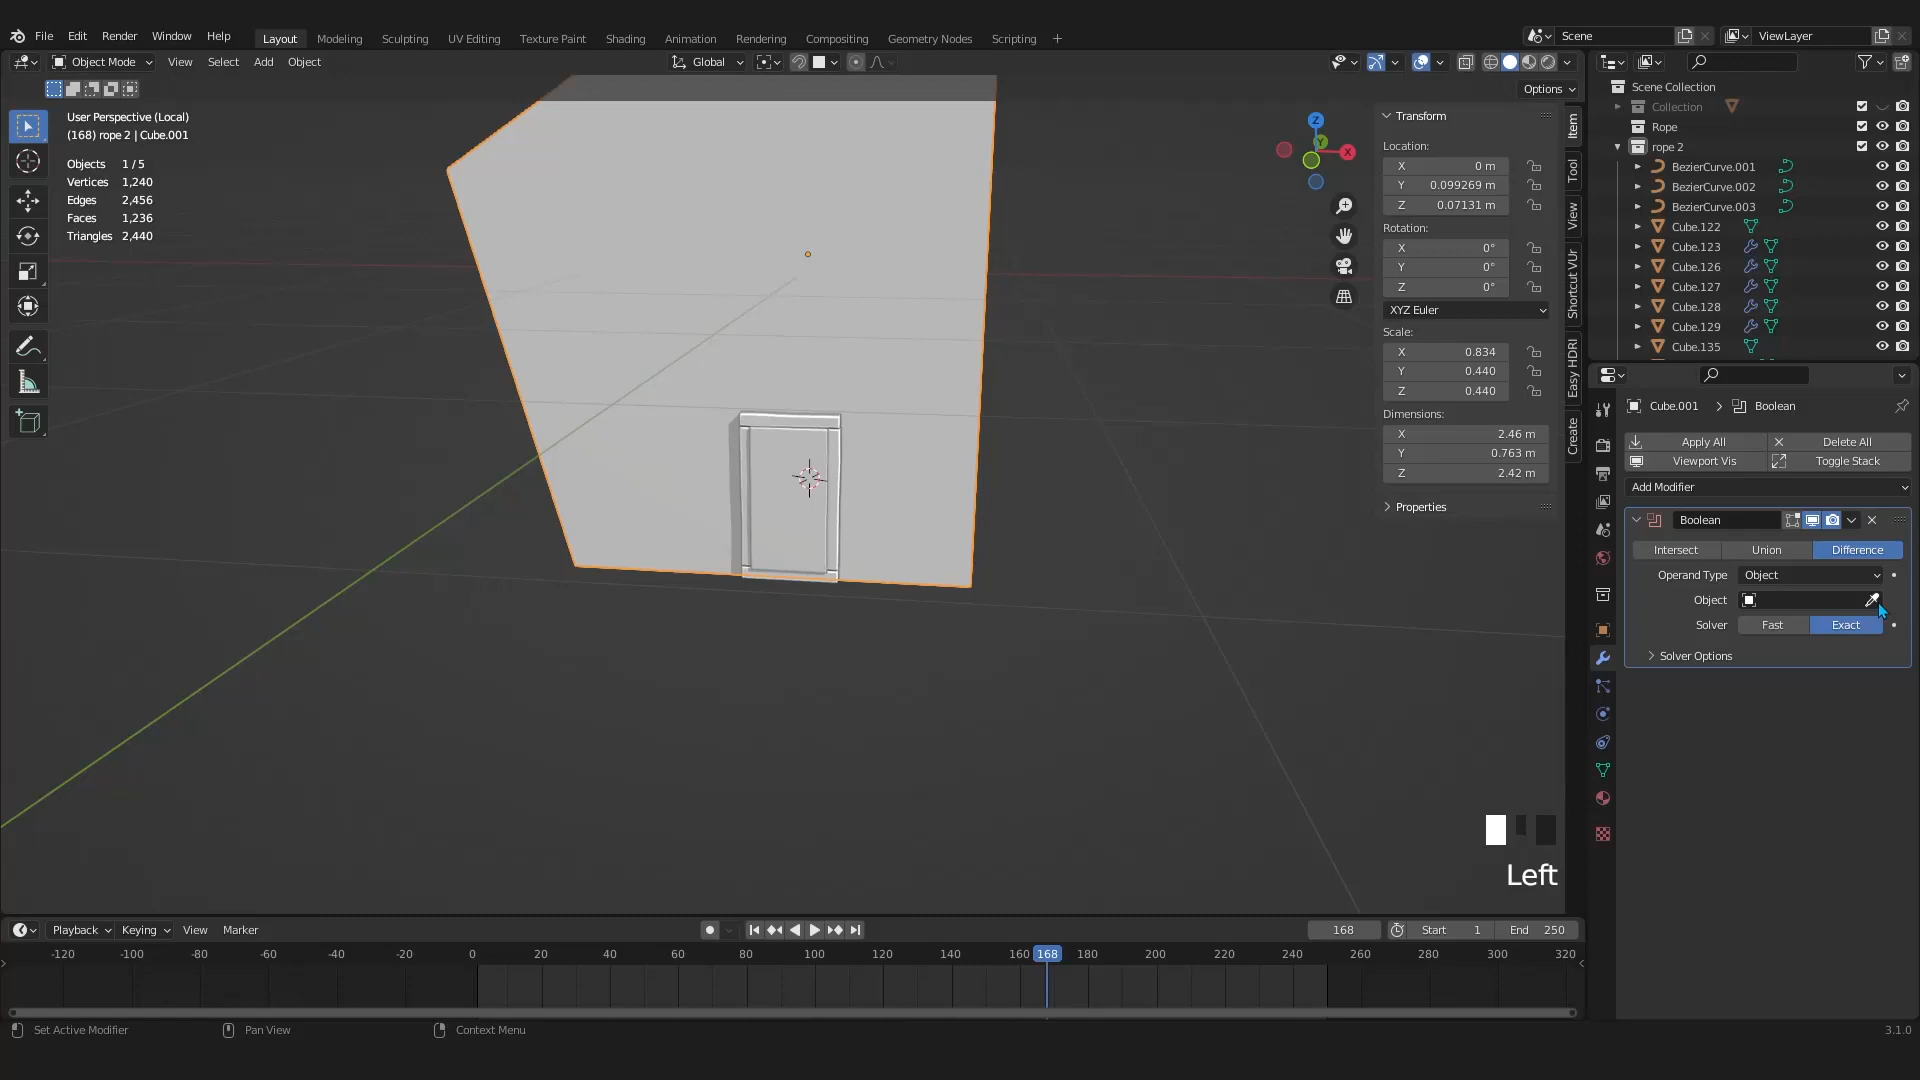 File Edit Render Window Help Layout Modeling Sculpting UV Editing Texture Paint Shading Animation Rendering Compositing Geometry Nodes Scripting + Scene ViewLayer
Object Mode View Select Add Object Global
Options
User Perspective (Local)
(168) rope 2 | Cube.001
Objects 1 / 5
Vertices 1,240
Edges 2,456
Faces 1,236
Triangles 2,440
Z
Y
X
Transform
Location:
X 0 m
Y 0.099269 m
Z 0.07131 m
Rotation:
X 0°
Y 0°
Z 0°
XYZ Euler
Scale:
X 0.834
Y 0.440
Z 0.440
Dimensions:
X 2.46 m
Y 0.763 m
Z 2.42 m
Properties
Item
Tool
View
Shortcut VUr
Easy HDRI
Create
Scene Collection
Collection
Rope
rope 2
BezierCurve.001
BezierCurve.002
BezierCurve.003
Cube.122
Cube.123
Cube.126
Cube.127
Cube.128
Cube.129
Cube.135
Cube.001 Boolean
Apply All Delete All
Viewport Vis Toggle Stack
Add Modifier
Boolean
Intersect Union Difference
Operand Type Object
Object
Solver Fast Exact
Solver Options
Left
Playback Keying View Marker 168 Start 1 End 250
-120 -100 -80 -60 -40 -20 0 20 40 60 80 100 120 140 160 168 180 200 220 240 260 280 300 320
Set Active Modifier Pan View Context Menu 3.1.0